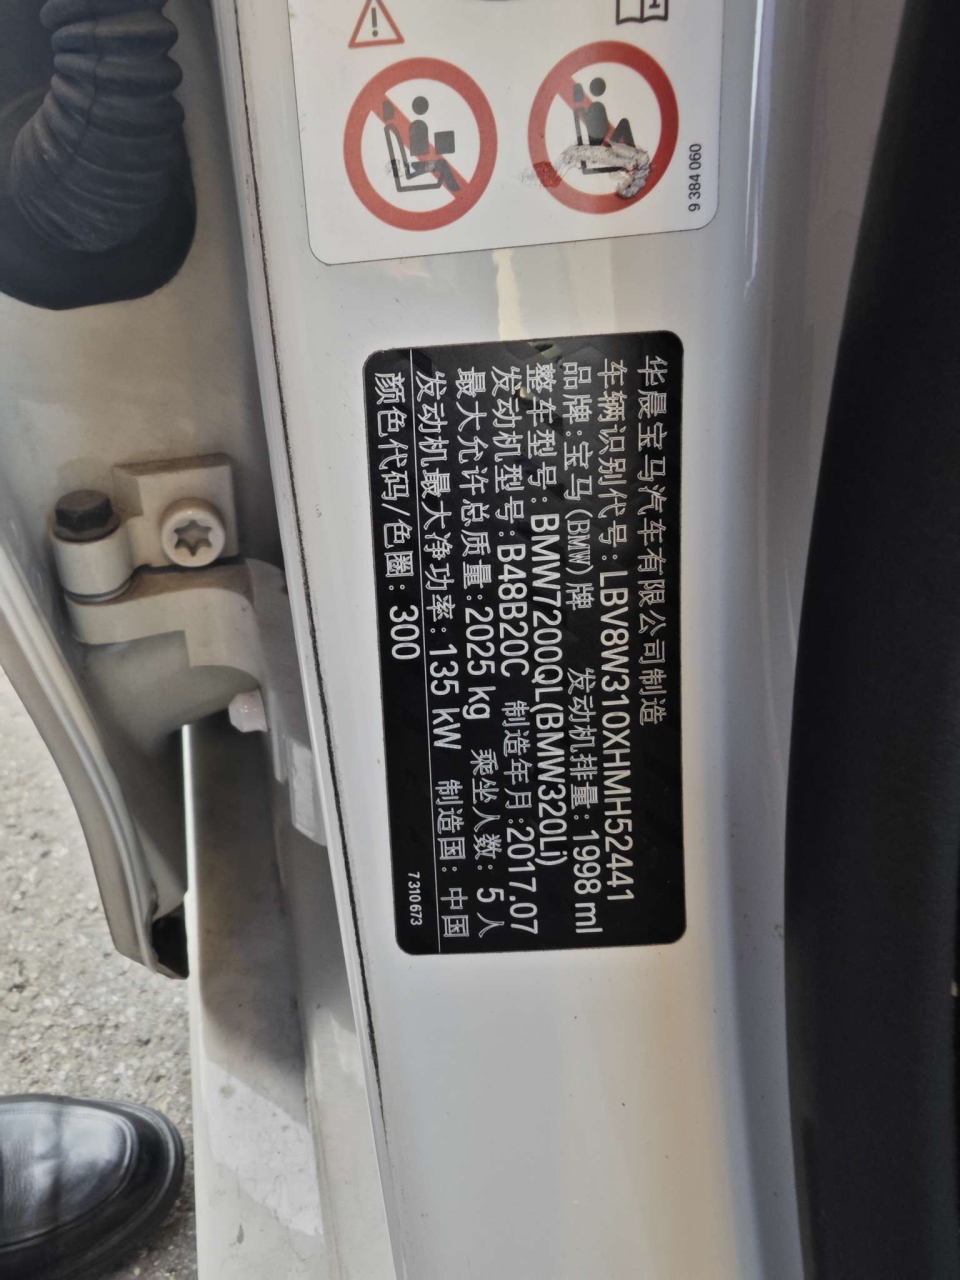 9 384 060
华晨宝马汽车有限公司制造
车辆识别代号:LBV8W310XHMH52441
品牌:宝马(BMW)牌 发动机排量:1998 ml
整车型号:BMW7200QL(BMW320Li)
发动机型号:B48B20C 制造年月:2017.07
最大允许总质量:2025 kg 乘坐人数:5 人
发动机最大净功率:135 kW 制造国:中国
颜色代码/色圈:300
7 310 673